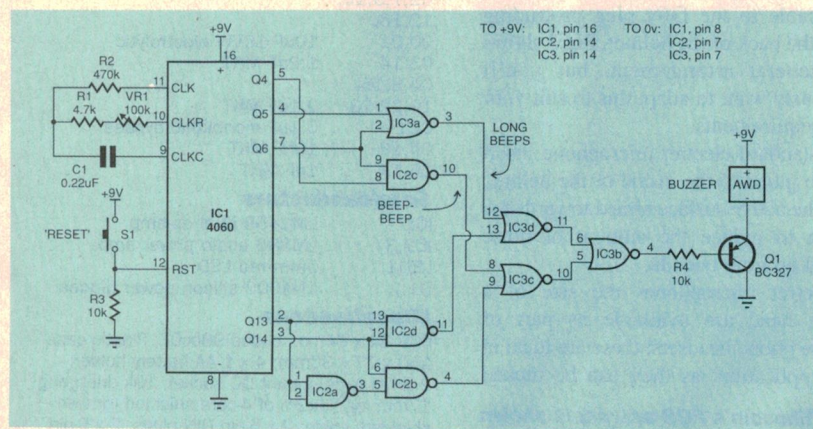 TO +9V: IC1, pin 16 TO 0v: IC1, pin 8
IC2, pin 14 IC2, pin 7
IC3, pin 14 IC3, pin 7
+9V
16
+
R2
470k
11 CLK
R1
4.7k
VR1
100k
10 CLKR
9 CLKC
C1
0.22uF
+9V
'RESET' S1
12 RST
R3
10k
IC1
4060
8
Q4 5
Q5 4
Q6 7
Q13 2
Q14 3
1
2
IC3a
3
9
8
IC2c
10
LONG
BEEPS
BEEP-
BEEP
12
13
IC3d
11
8
9
IC3c
10
6
5
IC3b
4
R4
10k
+9V
BUZZER
+
AWD
-
Q1
BC327
13
12
IC2d
11
1
2
IC2a
3
6
5
IC2b
4